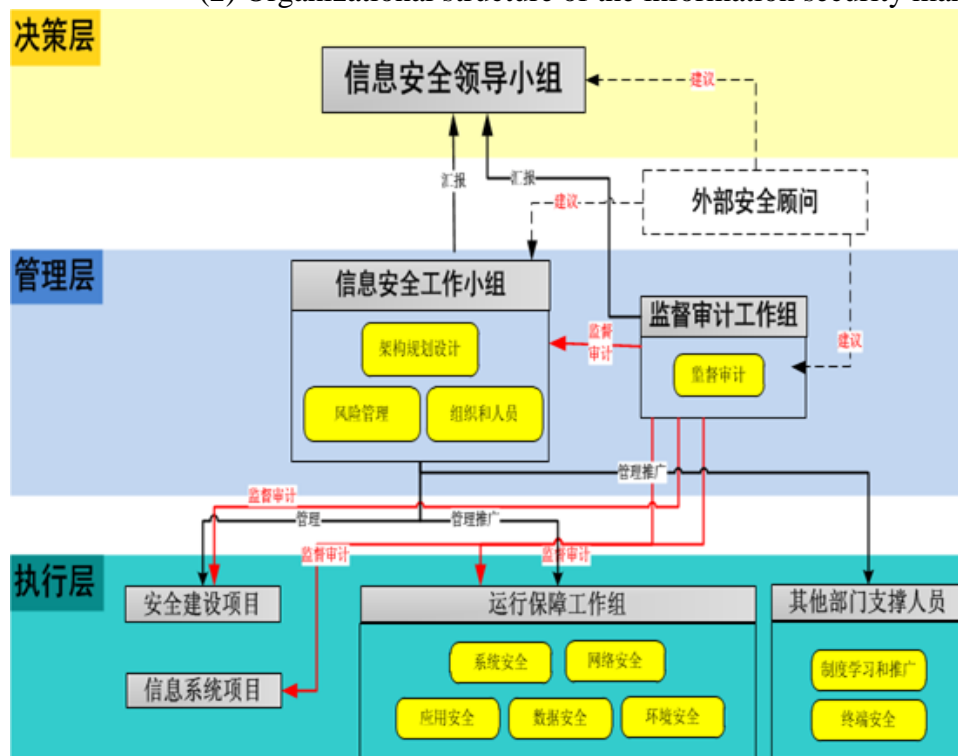 (2) Organizational structure of the information security
决策层
信息安全领导小组
建议
汇报
汇报
外部安全顾问
建议
管理层
信息安全工作小组
监督审计工作组
监督
审计
建议
架构规划设计
监督审计
风险管理
组织和人员
管理推广
监督审计
管理
管理推广
监督审计
监督审计
执行层
安全建设项目
运行保障工作组
其他部门支撑人员
系统安全
网络安全
制度学习和推广
信息系统项目
应用安全
数据安全
环境安全
终端安全